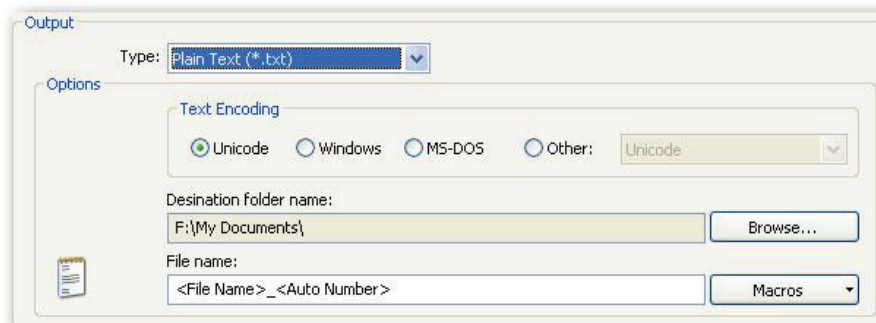 Output
Type: Plain Text (*.txt)
Options
Text Encoding
Unicode Windows MS-DOS Other: Unicode
Desination folder name:
F:\My Documents\ Browse...
File name:
<File Name>_<Auto Number> Macros